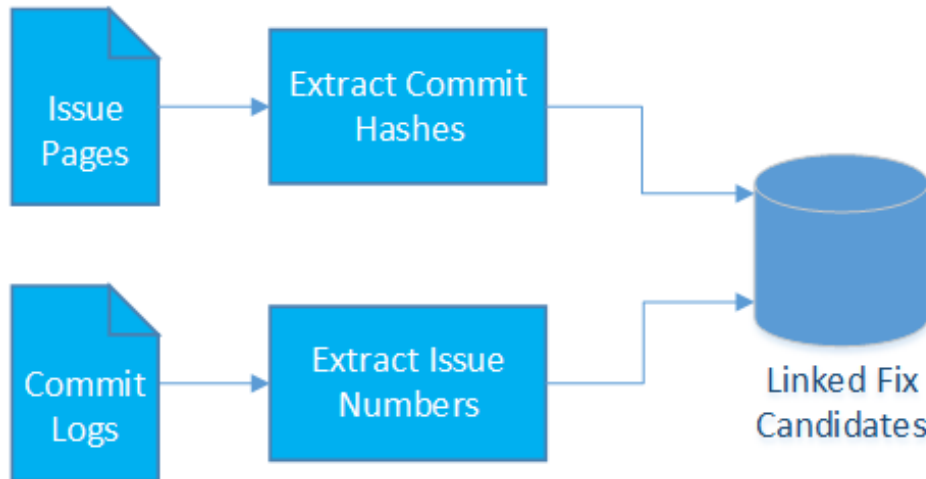 Issue
Pages
Extract Commit
Hashes
Commit
Logs
Extract Issue
Numbers
Linked Fix
Candidates